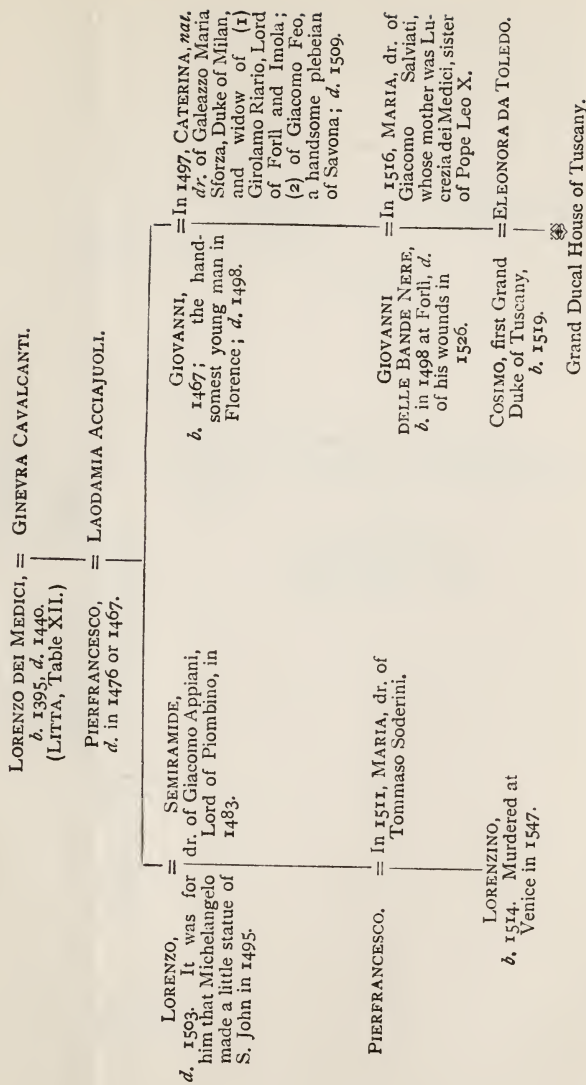 LORENZO DEI MEDICI, = GINEVRA CAVALCANTI.
b. 1395, d. 1440.
(LITTA, Table XII.)
PIERFRANCESCO, = LAODAMIA ACCIAJUOLI.
d. in 1476 or 1467.
LORENZO, =
d. 1503. It was for
him that Michelangelo
made a little statue of
S. John in 1495.
SEMIRAMIDE,
dr. of Giacomo Appiani,
Lord of Piombino, in
1483.
GIOVANNI,
b. 1467; the hand-
somest young man in
Florence; d. 1498.
= In 1497, CATERINA, nat.
dr. of Galeazzo Maria
Sforza, Duke of Milan,
and widow of (1)
Girolamo Riario, Lord
of Forlì and Imola;
(2) of Giacomo Feo,
a handsome plebeian
of Savona; d. 1509.
PIERFRANCESCO. = In 1511, MARIA, dr. of
Tommaso Soderini.
GIOVANNI
DELLE BANDE NERE,
b. in 1498 at Forlì, d.
of his wounds in
1526.
= In 1516, MARIA, dr. of
Giacomo Salviati,
whose mother was Lu-
crezia dei Medici, sister
of Pope Leo X.
LORENZINO,
b. 1514. Murdered at
Venice in 1547.
COSIMO, first Grand = ELEONORA DA TOLEDO.
Duke of Tuscany,
b. 1519.
Grand Ducal House of Tuscany.